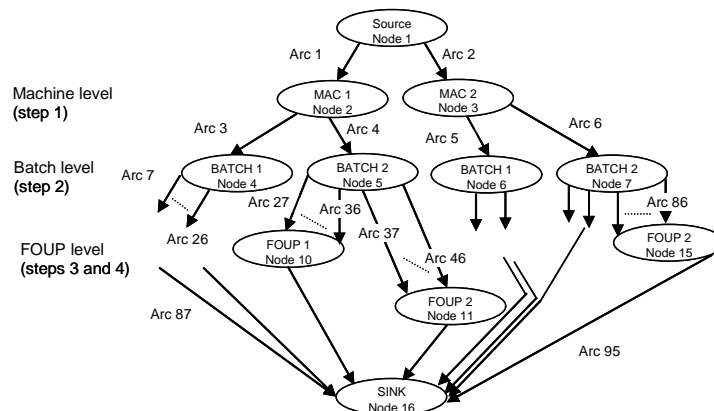 Source
Node 1
Arc 1
Arc 2
Machine level
(step 1)
MAC 1
Node 2
MAC 2
Node 3
Arc 3
Arc 4
Arc 5
Arc 6
Batch level
(step 2)
Arc 7
BATCH 1
Node 4
BATCH 2
Node 5
BATCH 1
Node 6
BATCH 2
Node 7
Arc 27
Arc 36
Arc 86
Arc 26
Arc 37
Arc 46
FOUP level
(steps 3 and 4)
FOUP 1
Node 10
FOUP 2
Node 15
FOUP 2
Node 11
Arc 87
Arc 95
SINK
Node 16